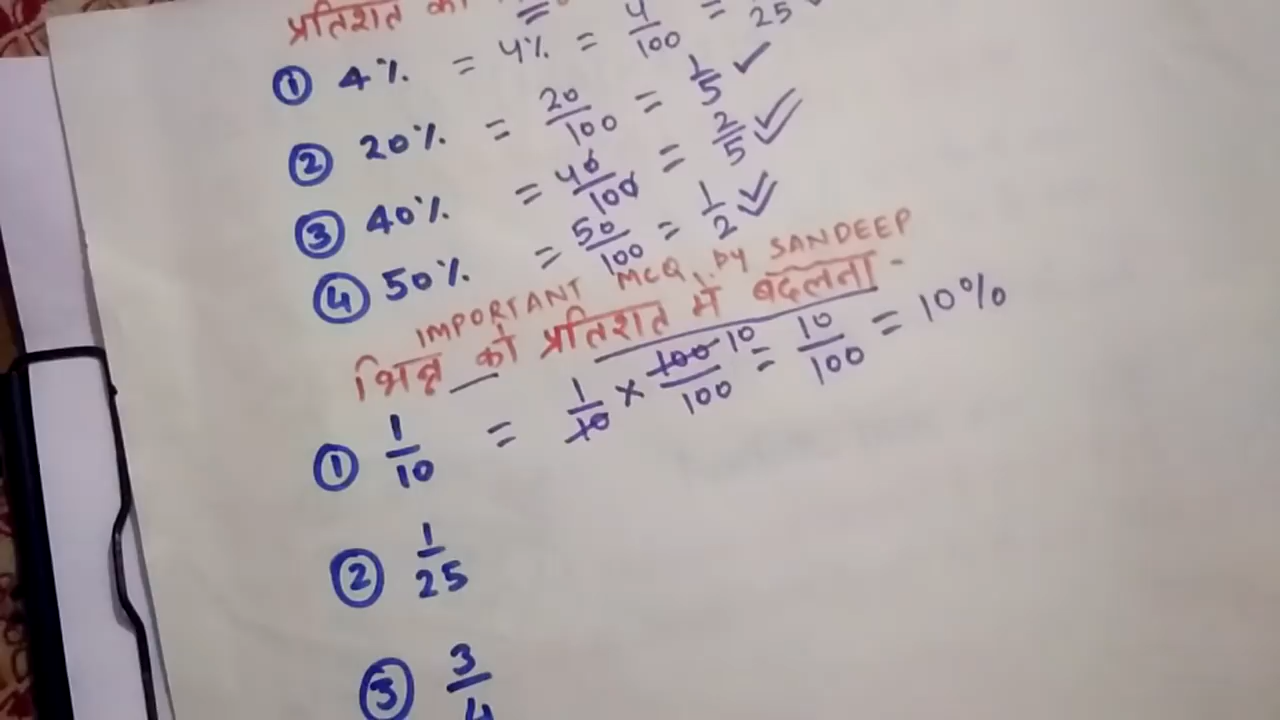 प्रतिशत को
① 4% = 4% = 4/100 = 25
② 20% = 20/100 = 1/5 ✓
③ 40% = 40/100 = 2/5 ✓✓
④ 50% = 50/100 = 1/2 ✓✓
IMPORTANT MCQ BY SANDEEP
भिन्न को प्रतिशत में बदलना -
① 1/10 = 1/10 × 100/100 10 = 10/100 = 10%
② 1/25
③ 3/4